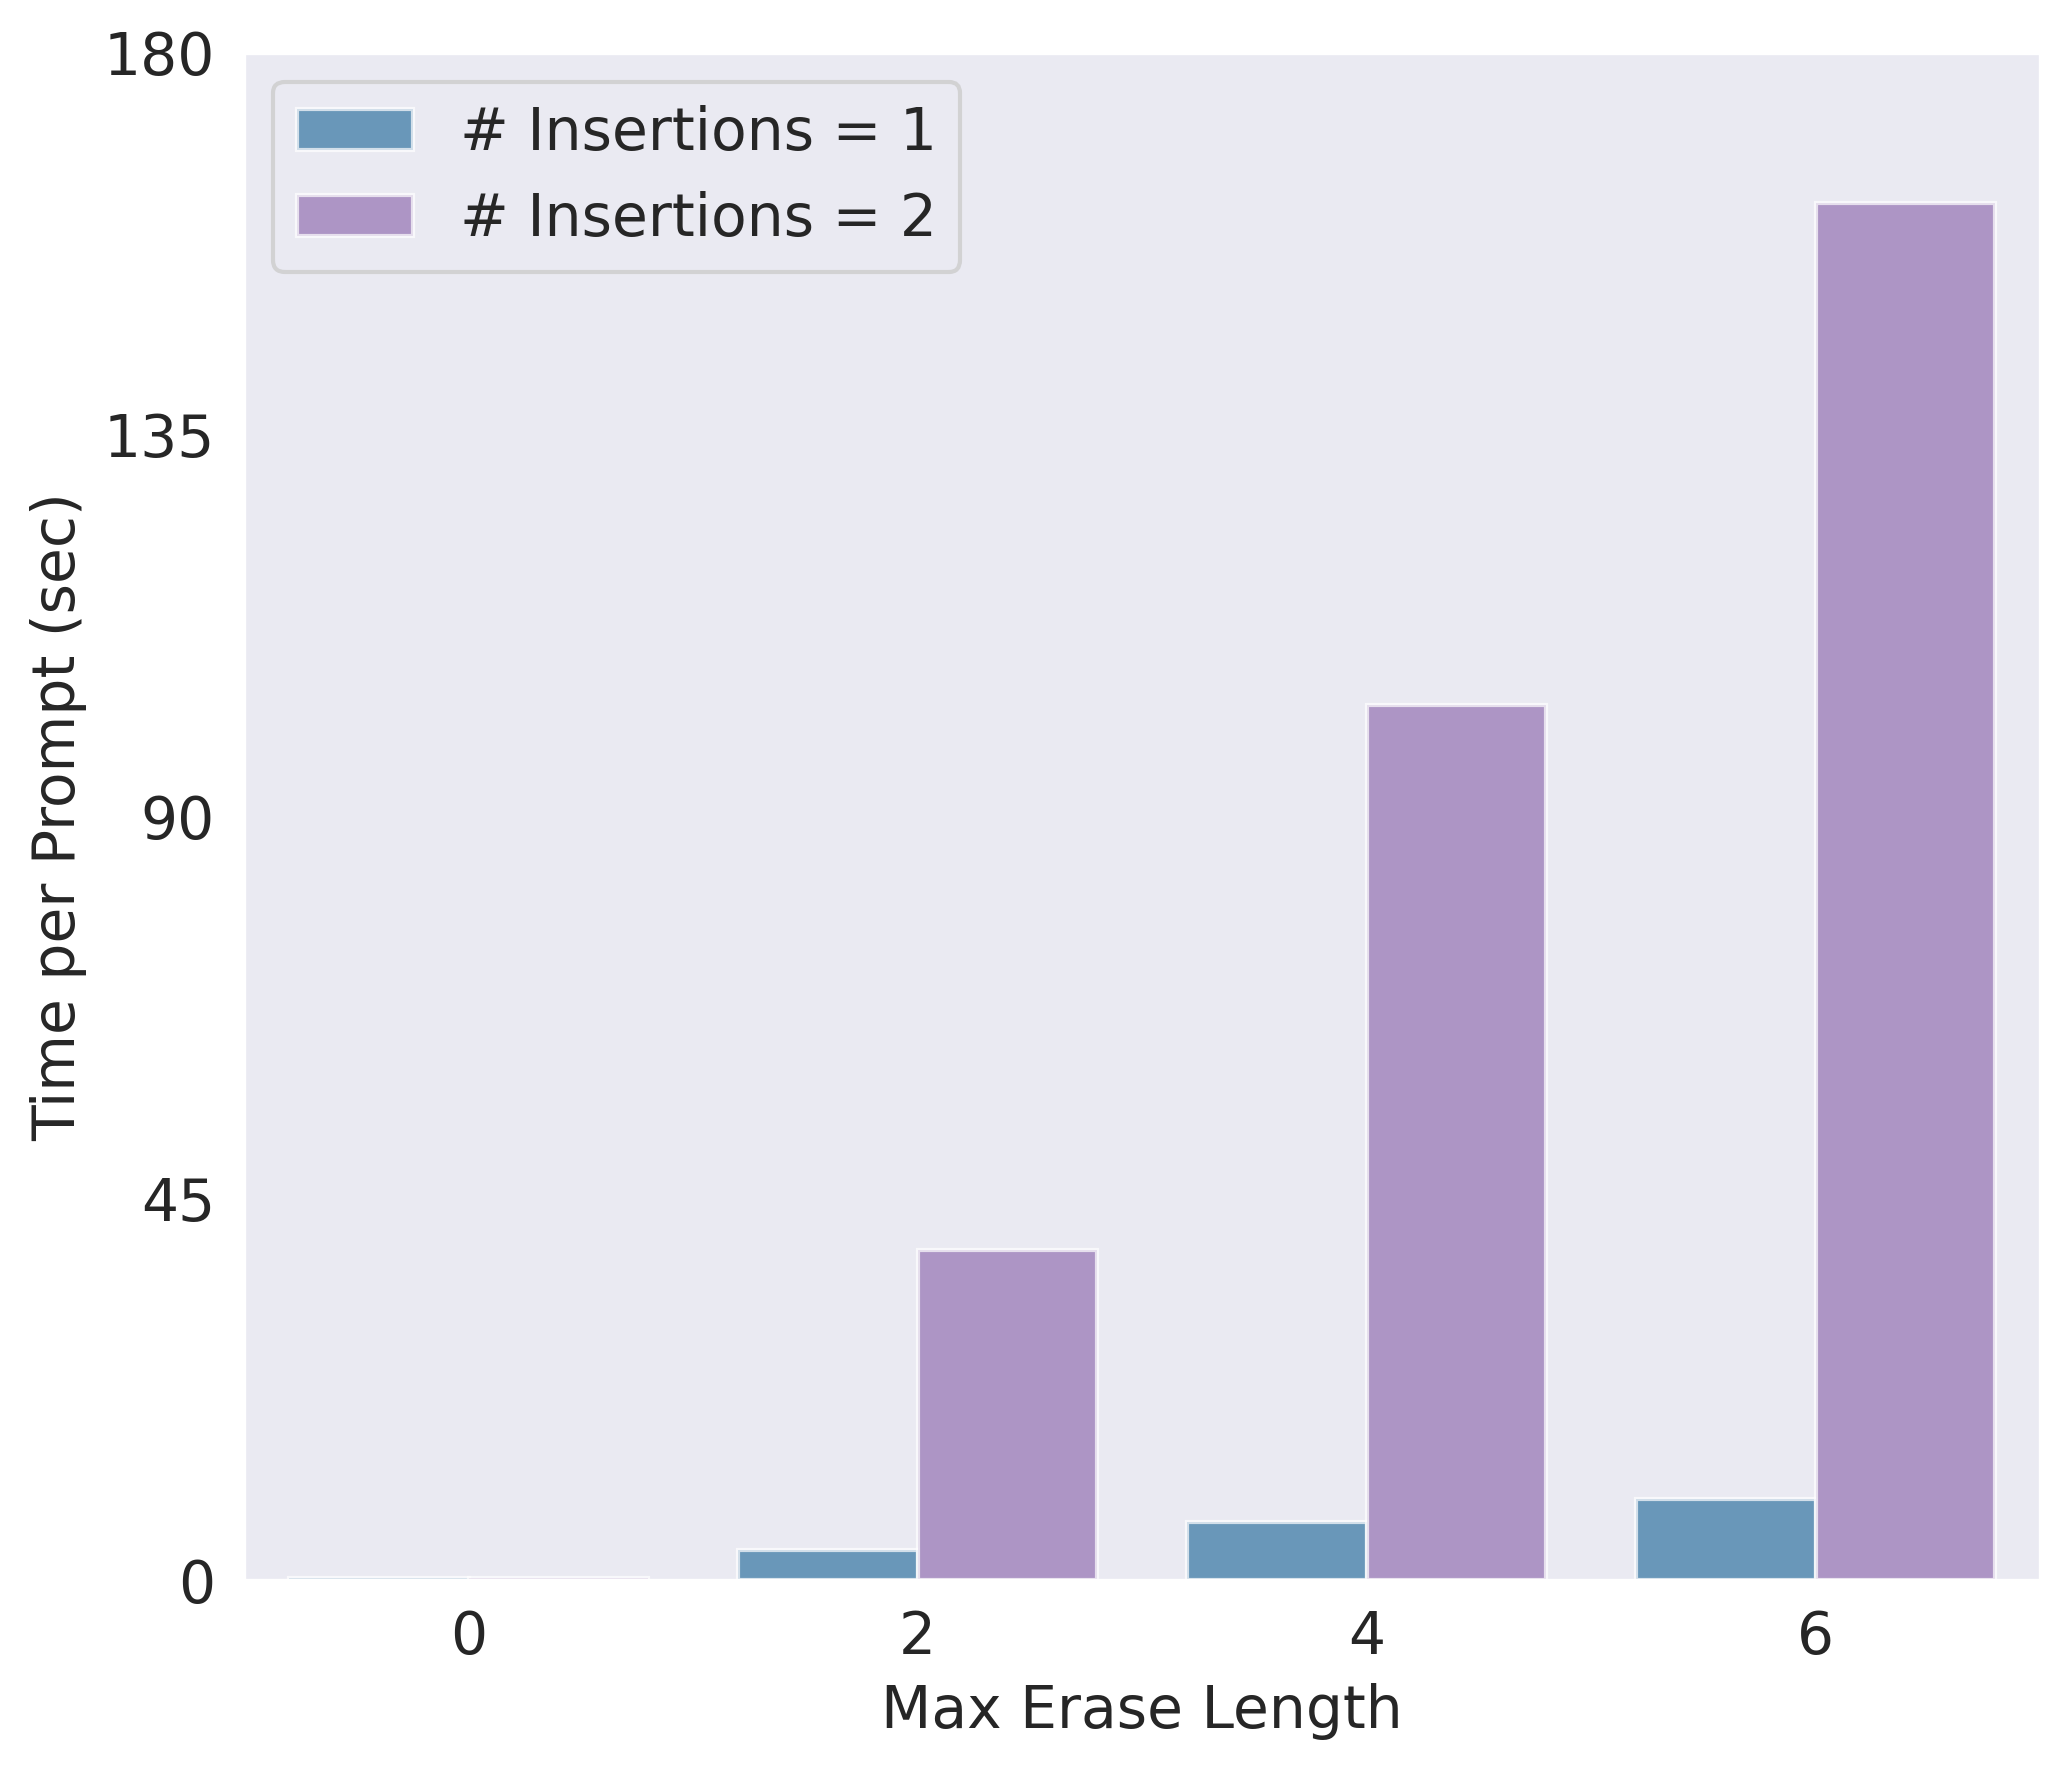 180
135
90
45
0
Time per Prompt (sec)
# Insertions = 1
# Insertions = 2
0 2 4 6
Max Erase Length